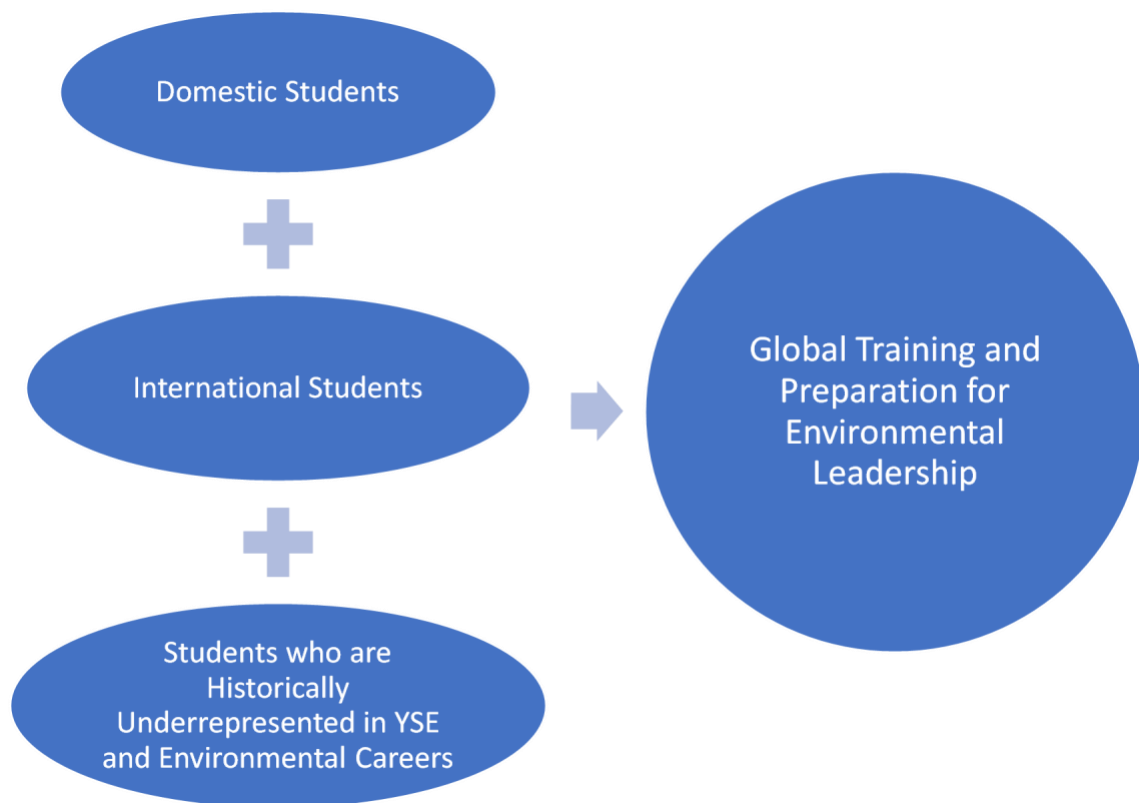 Domestic Students
International Students
Students who are
Historically
Underrepresented in YSE
and Environmental Careers
Global Training and
Preparation for
Environmental
Leadership